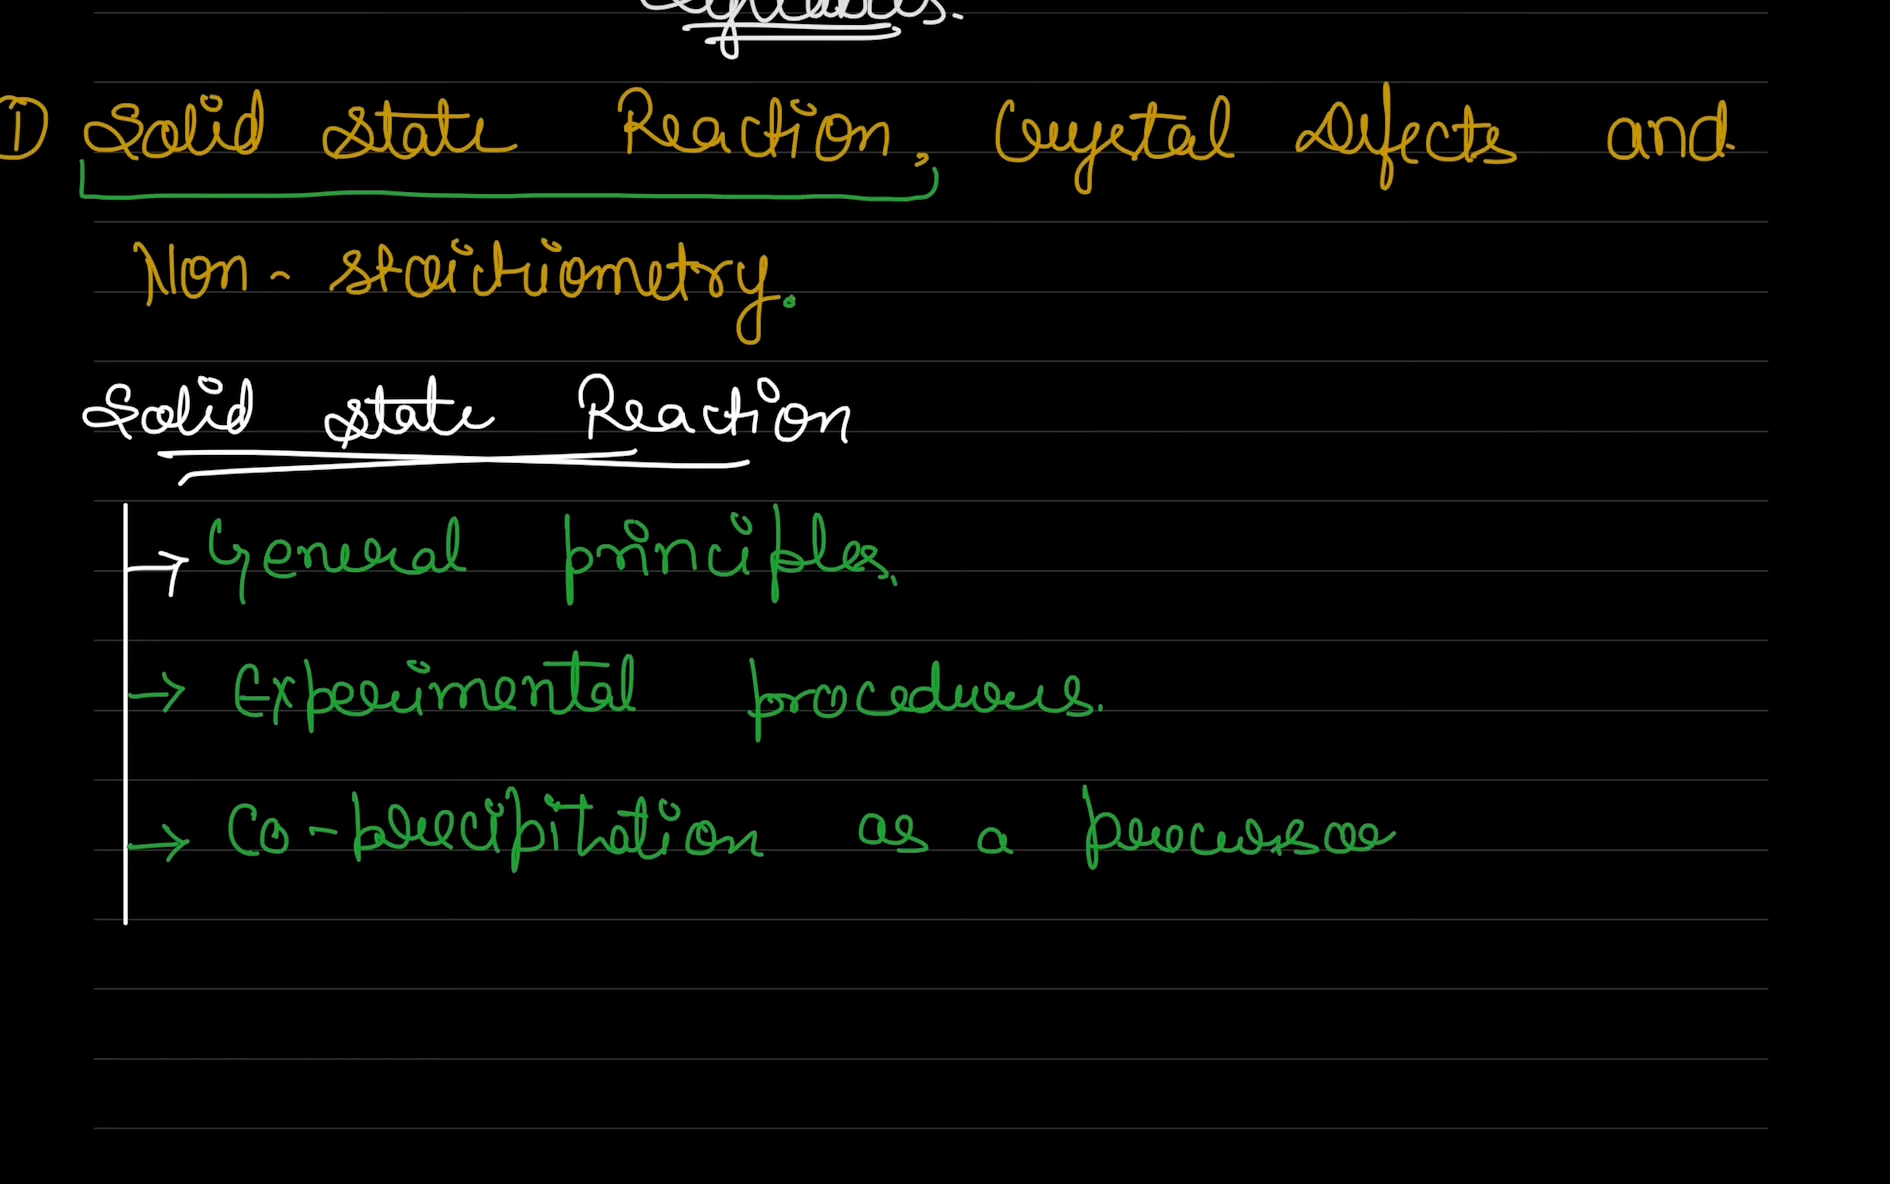 ① Solid state Reaction, Crystal Defects and
Non-stoichiometry.
Solid state Reaction
→ General principles.
→ Experimental procedures.
→ Co-precipitation as a precursor